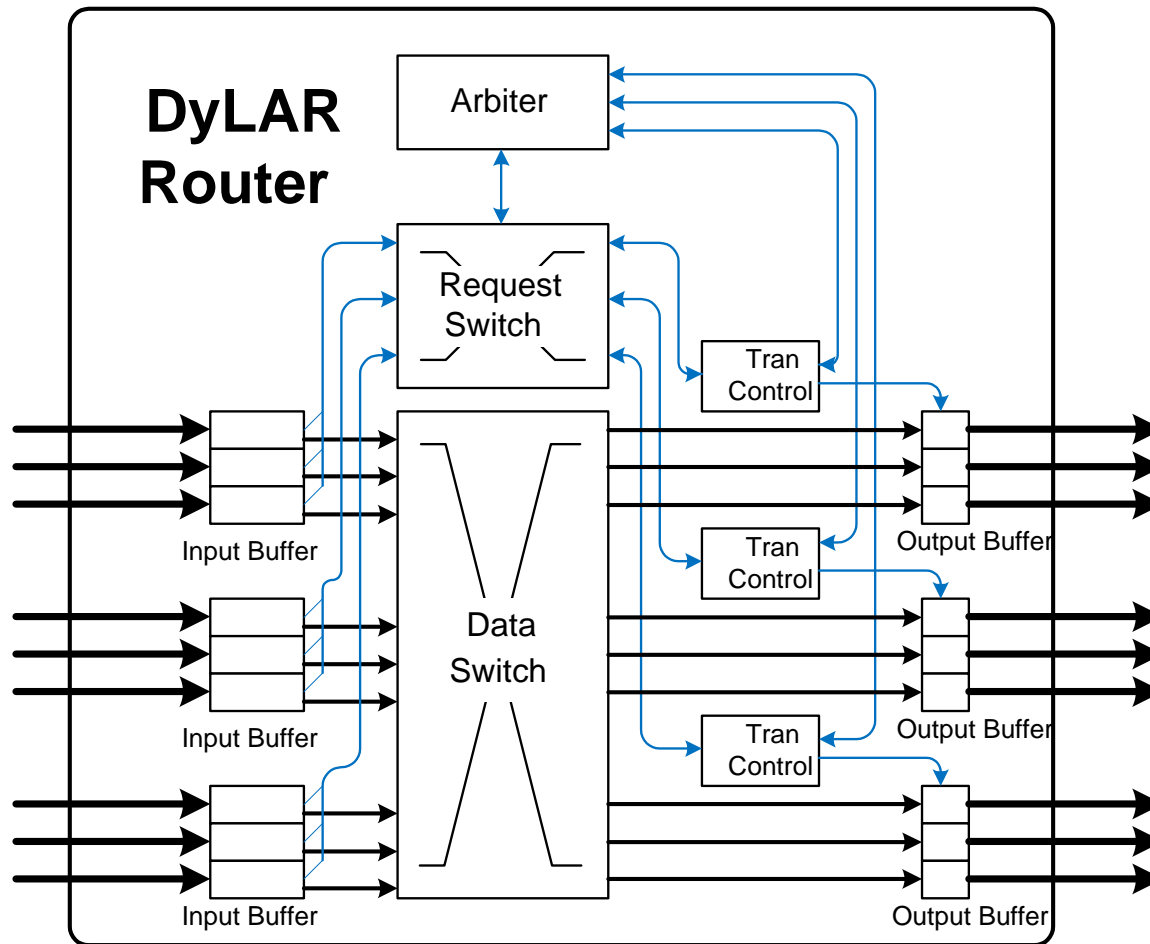 DyLAR
Router
Arbiter
Request
Switch
Tran
Control
Input Buffer
Output Buffer
Tran
Control
Data
Switch
Input Buffer
Output Buffer
Tran
Control
Input Buffer
Output Buffer